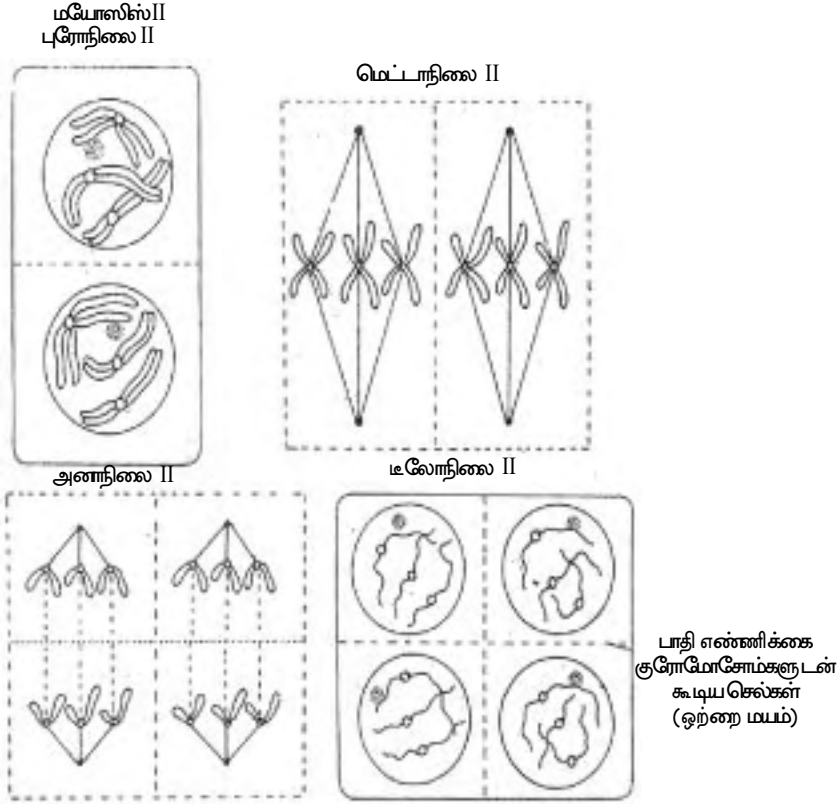 மயோஸிஸ் II
புரோநிலை II
மெட்டாநிலை II
அனாநிலை II
டீலோநிலை II
பாதி எண்ணிக்கை
குரோமோசோம்களுடன்
கூடிய செல்கள்
(ஒற்றை மயம்)